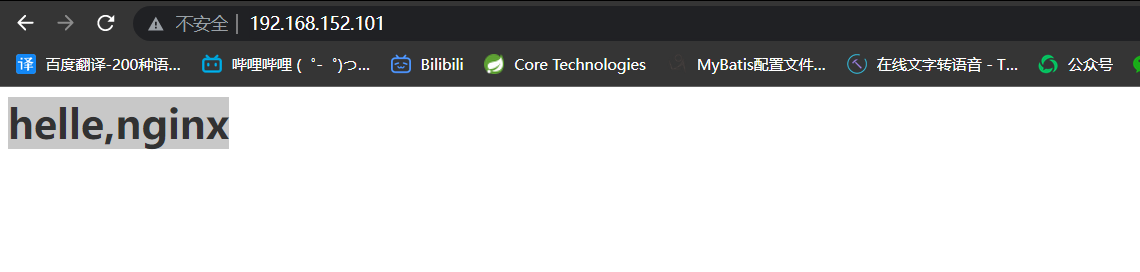 不安全 192.168.152.101
译 百度翻译-200种语... 哔哩哔哩 ( ゜- ゜)つ... Bilibili Core Technologies MyBatis配置文件... 在线文字转语音 - T... 公众号
helle,nginx